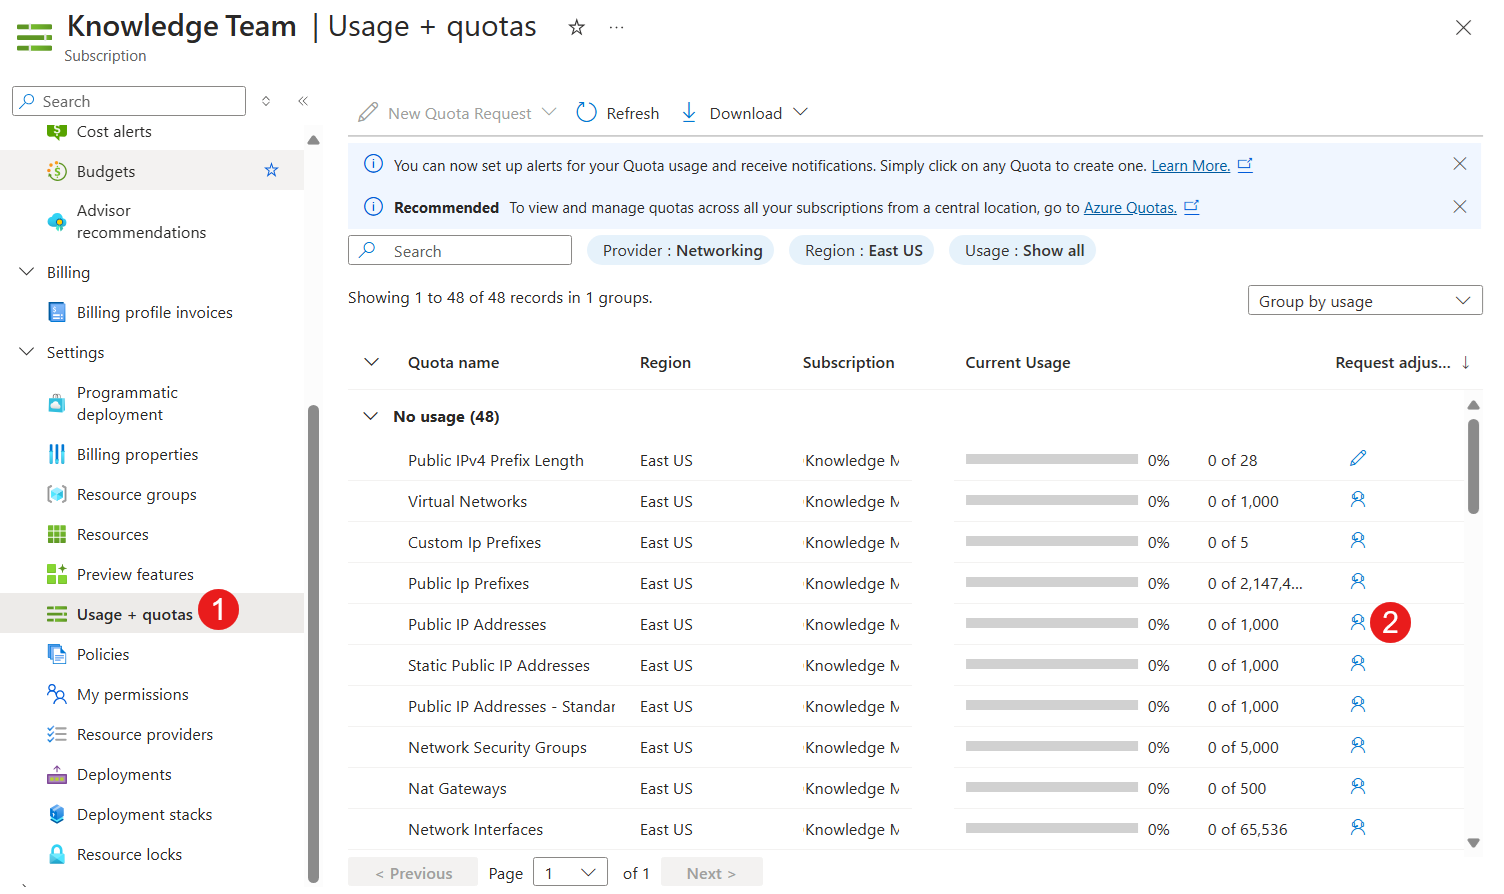 Knowledge Team | Usage + quotas
Subscription
Search
Cost alerts
Budgets
Advisor
recommendations
Billing
Billing profile invoices
Settings
Programmatic
deployment
Billing properties
Resource groups
Resources
Preview features
Usage + quotas 1
Policies
My permissions
Resource providers
Deployments
Deployment stacks
Resource locks
New Quota Request Refresh Download
You can now set up alerts for your Quota usage and receive notifications. Simply click on any Quota to create one. Learn More.
Recommended To view and manage quotas across all your subscriptions from a central location, go to Azure Quotas.
Search Provider : Networking Region : East US Usage : Show all
Showing 1 to 48 of 48 records in 1 groups.
Group by usage
Quota name Region Subscription Current Usage Request adjus...
No usage (48)
Public IPv4 Prefix Length East US Knowledge M 0% 0 of 28
Virtual Networks East US Knowledge M 0% 0 of 1,000
Custom Ip Prefixes East US Knowledge M 0% 0 of 5
Public Ip Prefixes East US Knowledge M 0% 0 of 2,147,4...
Public IP Addresses East US Knowledge M 0% 0 of 1,000 2
Static Public IP Addresses East US Knowledge M 0% 0 of 1,000
Public IP Addresses - Standar East US Knowledge M 0% 0 of 1,000
Network Security Groups East US Knowledge M 0% 0 of 5,000
Nat Gateways East US Knowledge M 0% 0 of 500
Network Interfaces East US Knowledge M 0% 0 of 65,536
< Previous Page 1 of 1 Next >